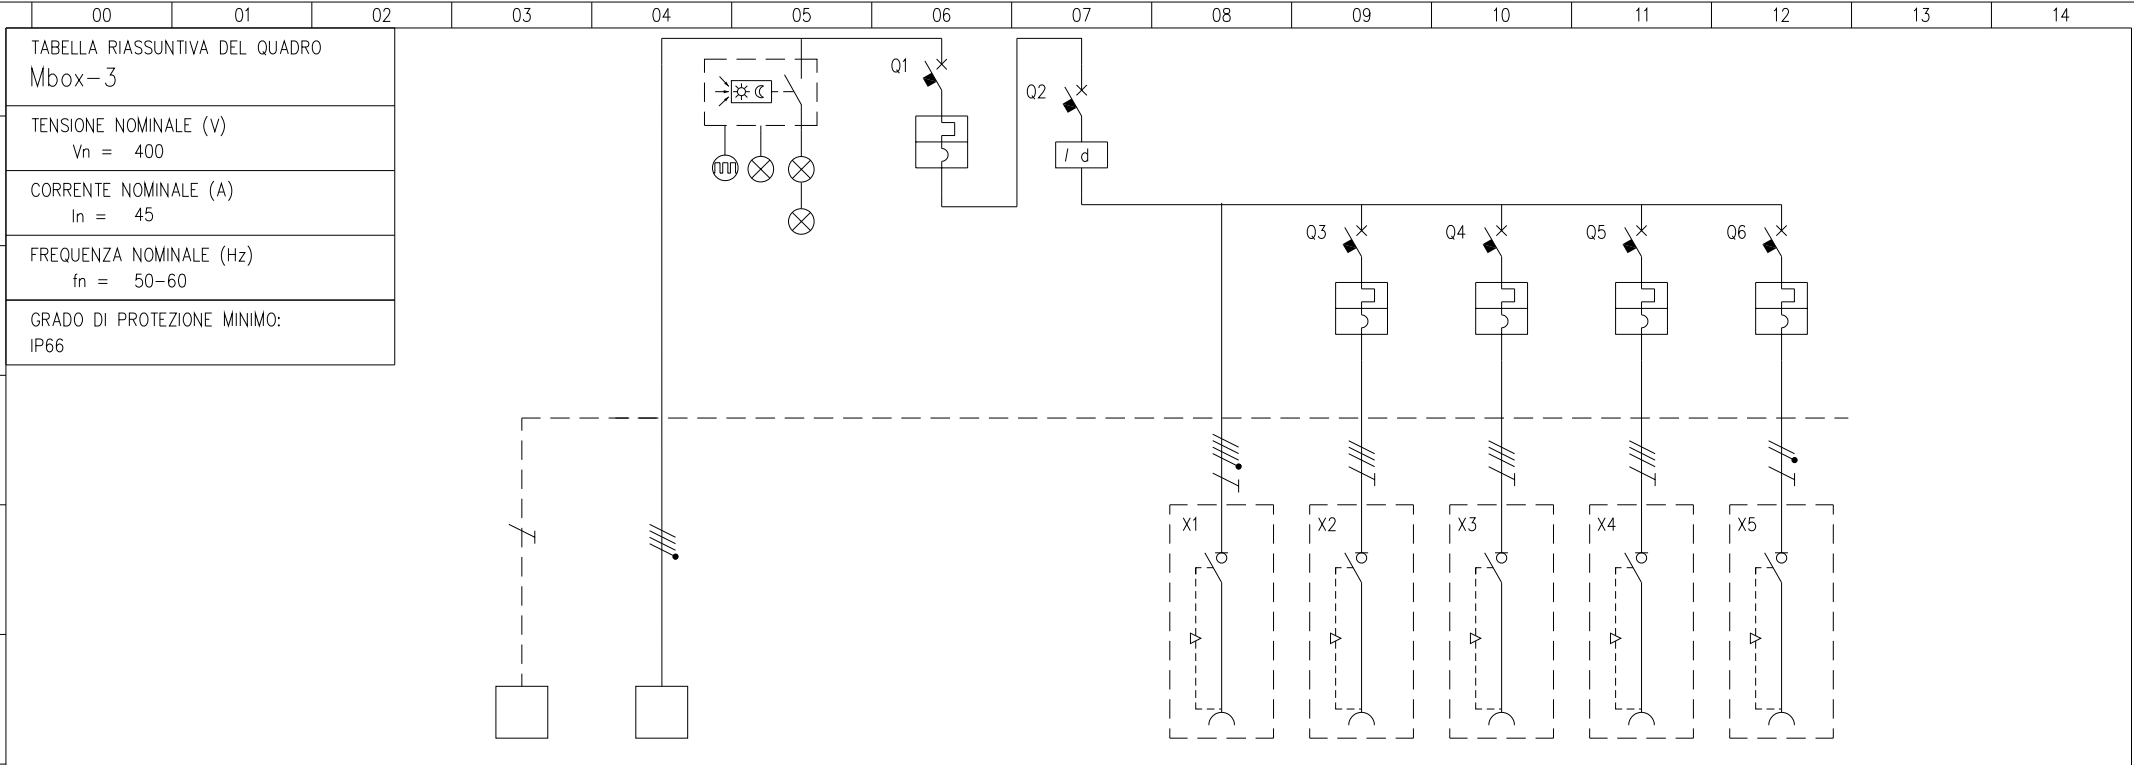 00 01 02 03 04 05 06 07 08 09 10 11 12 13 14
TABELLA RIASSUNTIVA DEL QUADRO
Mbox-3
TENSIONE NOMINALE (V)
Vn = 400
CORRENTE NOMINALE (A)
In = 45
FREQUENZA NOMINALE (Hz)
fn = 50-60
GRADO DI PROTEZIONE MINIMO:
IP66
Q1
Q2
I d
Q3 Q4 Q5 Q6
X1 X2 X3 X4 X5